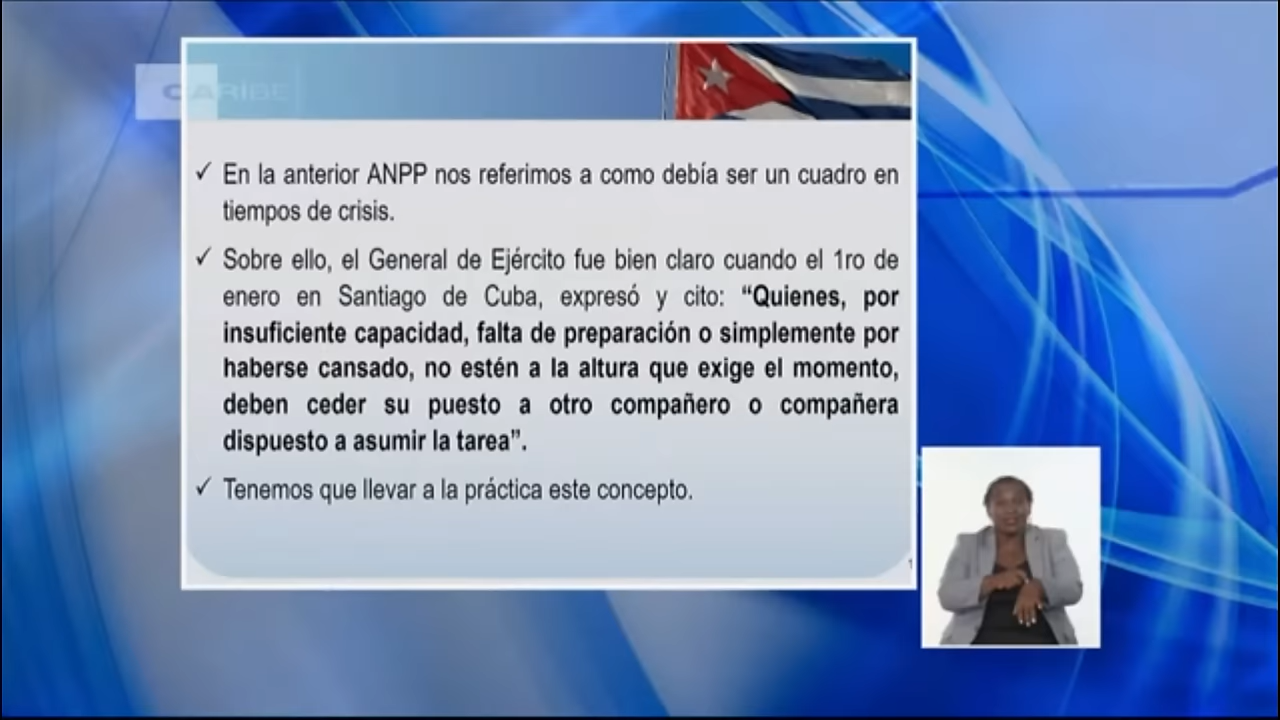 CARIBE
✓ En la anterior ANPP nos referimos a como debía ser un cuadro en
tiempos de crisis.
✓ Sobre ello, el General de Ejército fue bien claro cuando el 1ro de
enero en Santiago de Cuba, expresó y cito: “Quienes, por
insuficiente capacidad, falta de preparación o simplemente por
haberse cansado, no estén a la altura que exige el momento,
deben ceder su puesto a otro compañero o compañera
dispuesto a asumir la tarea”.
✓ Tenemos que llevar a la práctica este concepto.